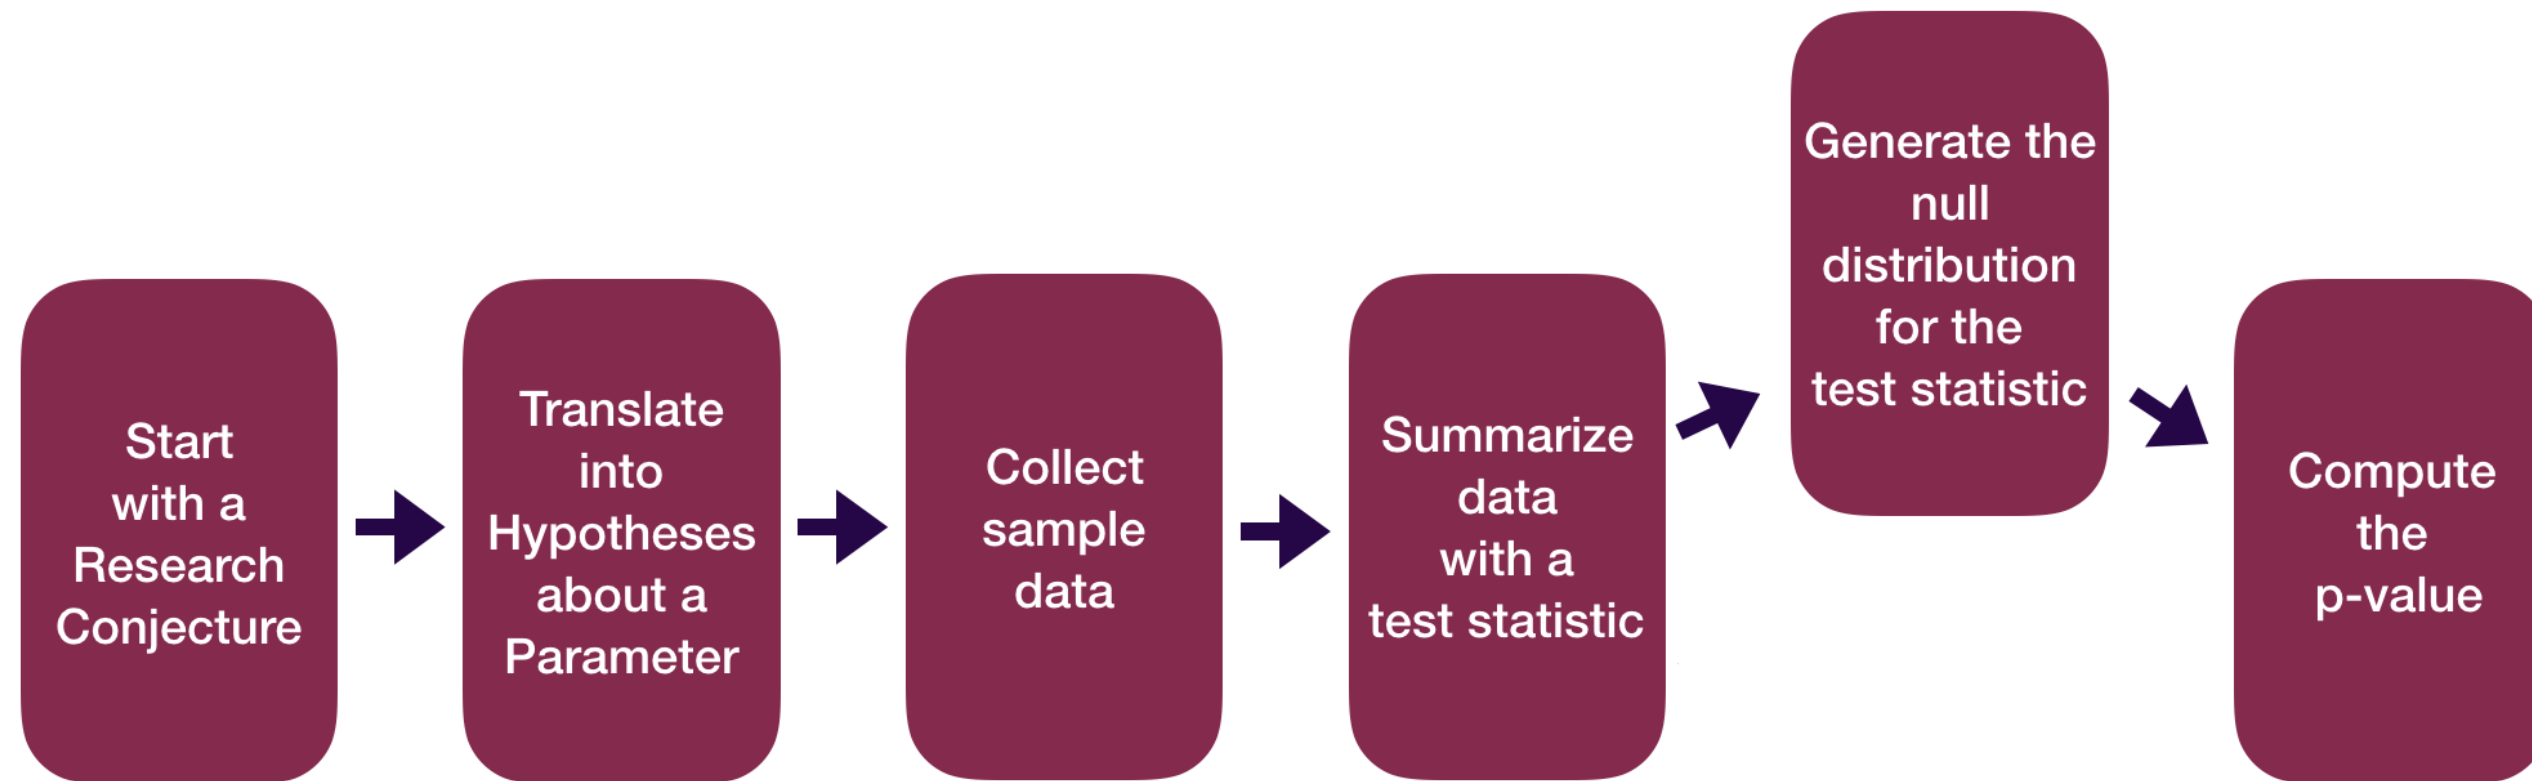 Start
with a
Research
Conjecture
Translate
into
Hypotheses
about a
Parameter
Collect
sample
data
Summarize
data
with a
test statistic
Generate the
null
distribution
for the
test statistic
Compute
the
p-value